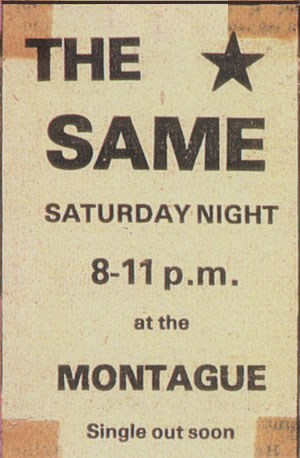 THE
SAME
SATURDAY NIGHT
8-11 p.m.
at the
MONTAGUE
Single out soon